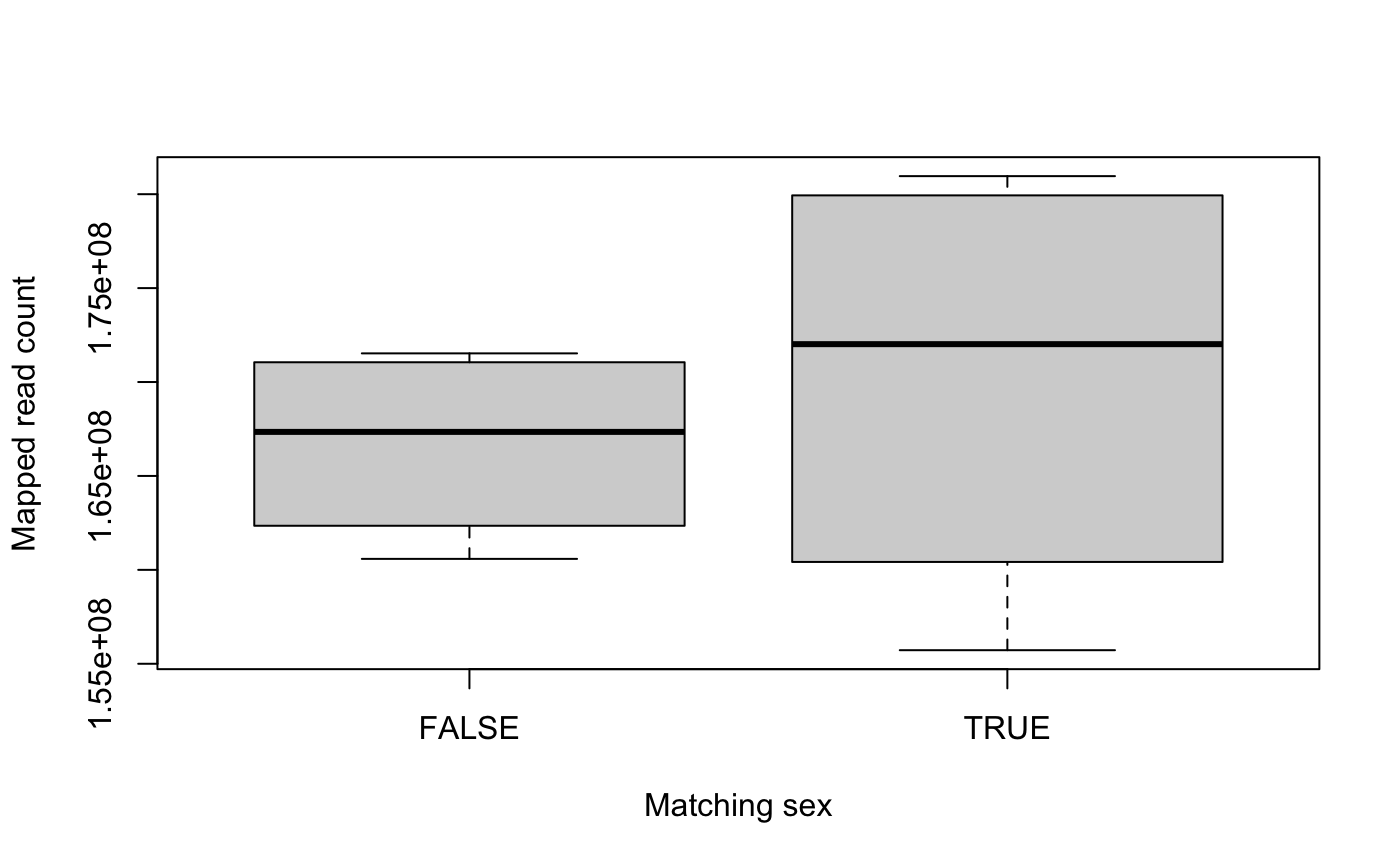 Mapped read count
1.75e+08
1.65e+08
1.55e+08
FALSE TRUE
Matching sex